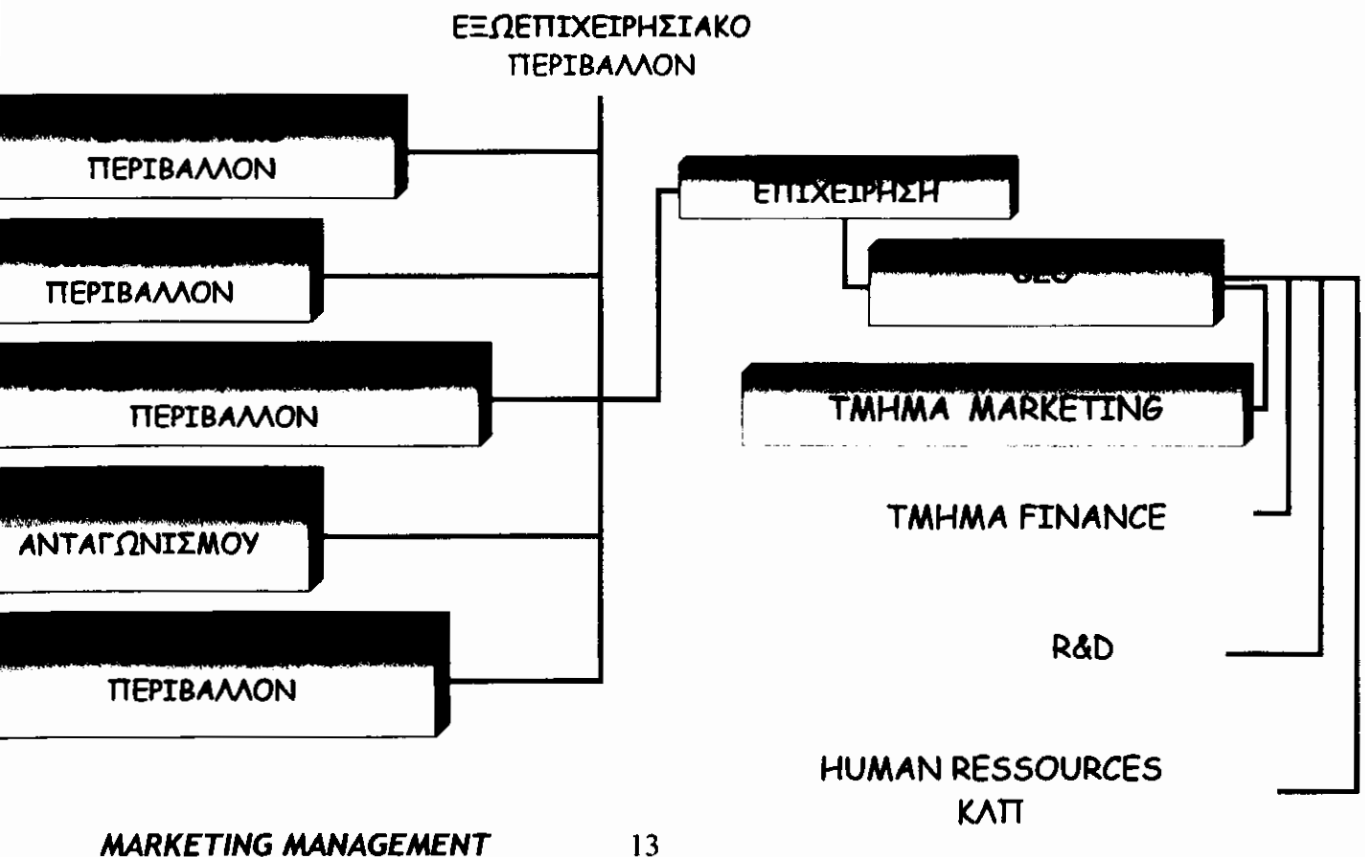 ΕΞΩΕΠΙΧΕΙΡΗΣΙΑΚΟ
ΠΕΡΙΒΑΛΛΟΝ
ΠΕΡΙΒΑΛΛΟΝ
ΠΕΡΙΒΑΛΛΟΝ
ΠΕΡΙΒΑΛΛΟΝ
ΑΝΤΑΓΩΝΙΣΜΟΥ
ΠΕΡΙΒΑΛΛΟΝ
ΕΠΙΧΕΙΡΗΣΗ
ΤΜΗΜΑ MARKETING
ΤΜΗΜΑ FINANCE
R&D
HUMAN RESSOURCES
ΚΛΠ
MARKETING MANAGEMENT 13